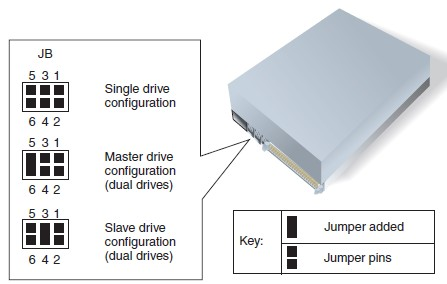 JB
5 3 1
6 4 2
Single drive
configuration
5 3 1
6 4 2
Master drive
configuration
(dual drives)
5 3 1
6 4 2
Slave drive
configuration
(dual drives)
Key:
Jumper added
Jumper pins